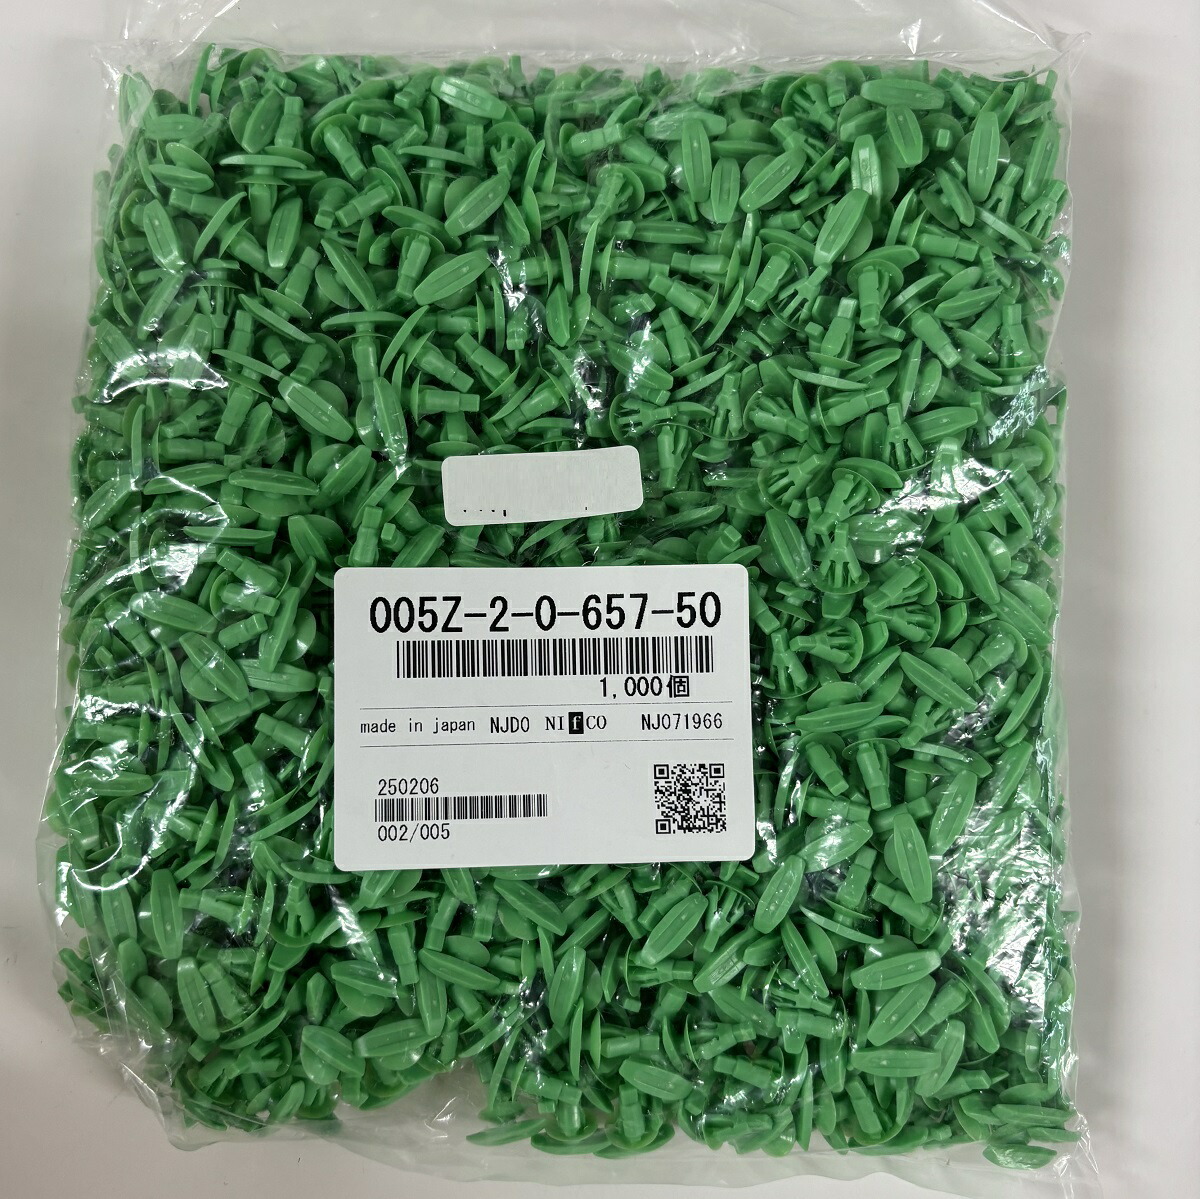 005Z-2-0-657-50
1,000個
made in japan NJDO NIfCO NJ071966
250206
002/005